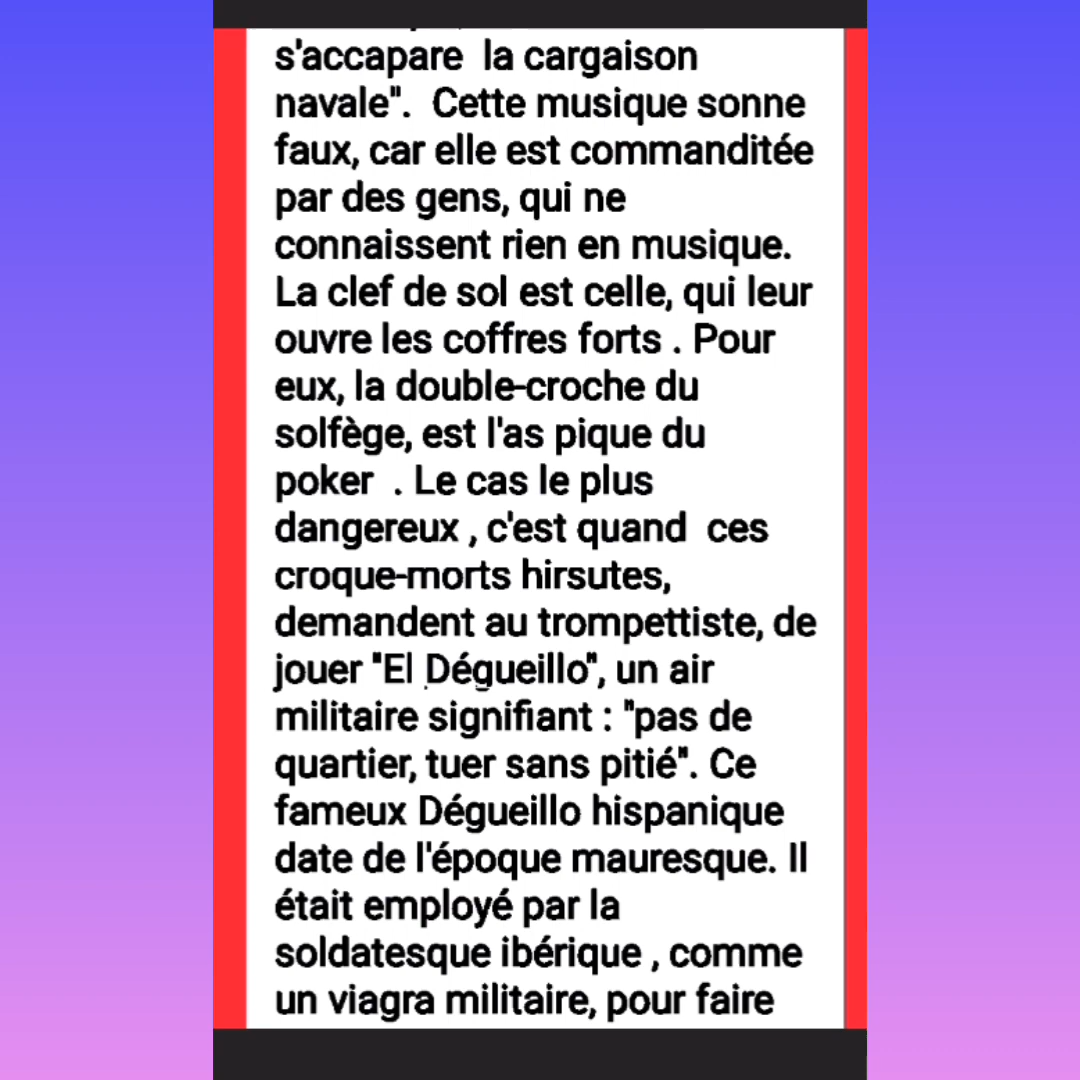 s'accapare la cargaison
navale". Cette musique sonne
faux, car elle est commanditée
par des gens, qui ne
connaissent rien en musique.
La clef de sol est celle, qui leur
ouvre les coffres forts . Pour
eux, la double-croche du
solfège, est l'as pique du
poker . Le cas le plus
dangereux , c'est quand ces
croque-morts hirsutes,
demandent au trompettiste, de
jouer "El Dégueillo", un air
militaire signifiant : "pas de
quartier, tuer sans pitié". Ce
fameux Dégueillo hispanique
date de l'époque mauresque. Il
était employé par la
soldatesque ibérique , comme
un viagra militaire, pour faire